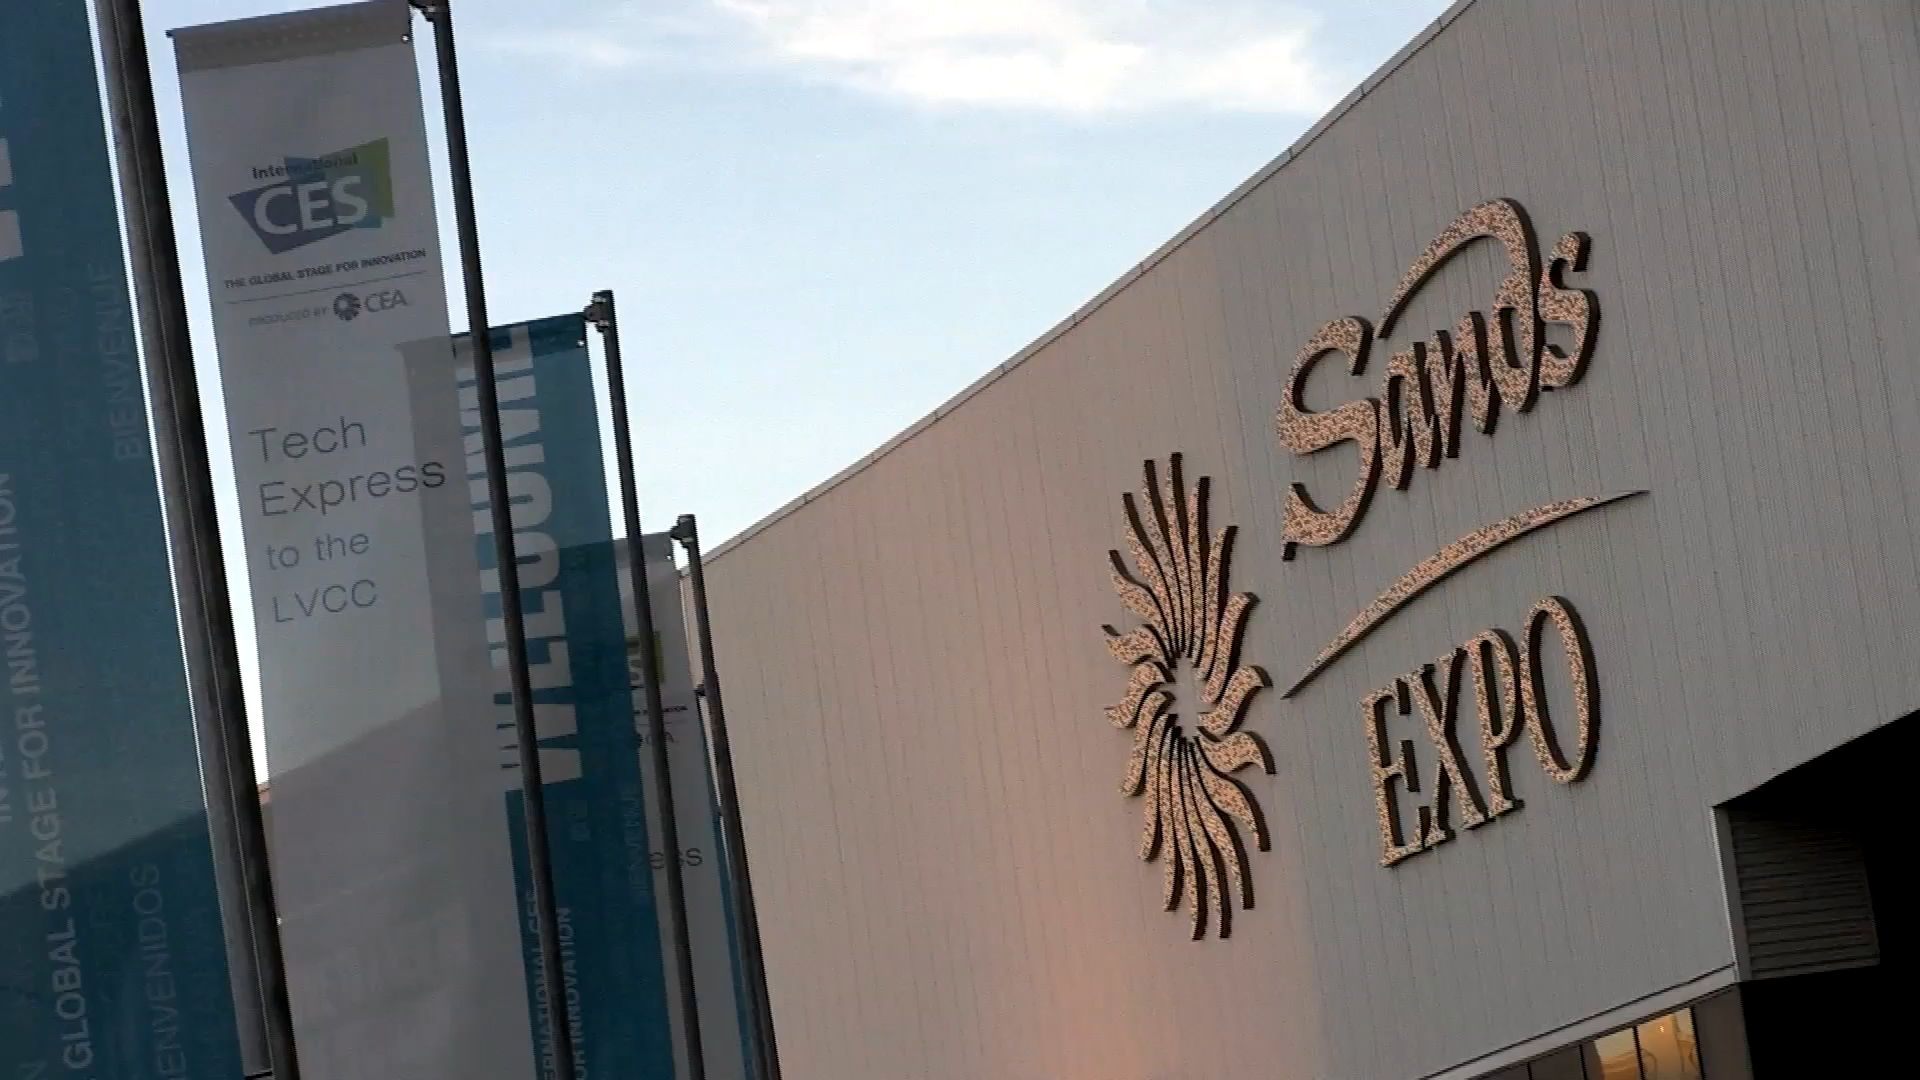 BIENVENUE
GLOBAL STAGE FOR INNOVATION
BIENVENIDOS
International
CES
THE GLOBAL STAGE FOR INNOVATION
PRODUCED BY CEA
Tech
Express
to the
LVCC
WELCOME
BIENVENUE
Sands
EXPO